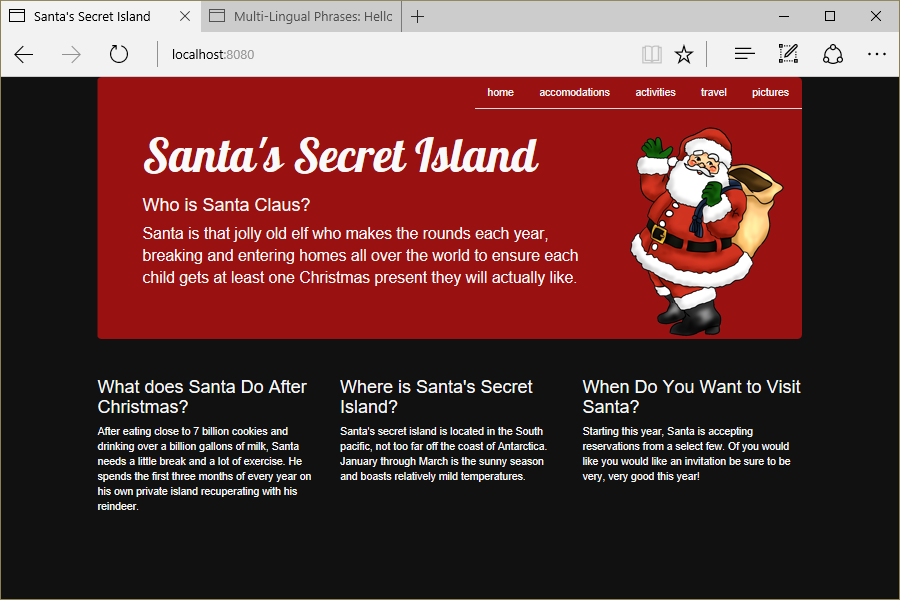 Santa's Secret Island
Multi-Lingual Phrases: Hello
localhost:8080
home accomodations activities travel pictures
Santa's Secret Island
Who is Santa Claus?
Santa is that jolly old elf who makes the rounds each year,
breaking and entering homes all over the world to ensure each
child gets at least one Christmas present they will actually like.
What does Santa Do After
Christmas?
After eating close to 7 billion cookies and
drinking over a billion gallons of milk, Santa
needs a little break and a lot of exercise. He
spends the first three months of every year on
his own private island recuperating with his
reindeer.
Where is Santa's Secret
Island?
Santa's secret island is located in the South
pacific, not too far off the coast of Antarctica.
January through March is the sunny season
and boasts relatively mild temperatures.
When Do You Want to Visit
Santa?
Starting this year, Santa is accepting
reservations from a select few. Of you would
like you would like an invitation be sure to be
very, very good this year!